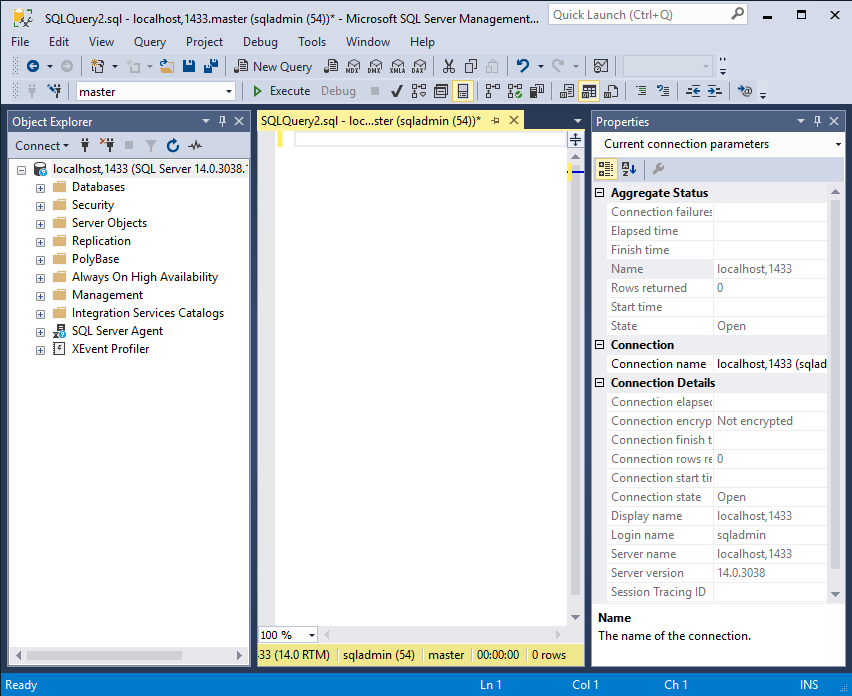 SQLQuery2.sql - localhost,1433.master (sqladmin (54))* - Microsoft SQL Server Management...
Quick Launch (Ctrl+Q)
File Edit View Query Project Debug Tools Window Help
New Query MDX DMX XMLA DAX
master Execute Debug
Object Explorer
Connect
localhost,1433 (SQL Server 14.0.3038.1
Databases
Security
Server Objects
Replication
PolyBase
Always On High Availability
Management
Integration Services Catalogs
SQL Server Agent
XEvent Profiler
SQLQuery2.sql - loc...ster (sqladmin (54))*
100 %
33 (14.0 RTM) sqladmin (54) master 00:00:00 0 rows
Properties
Current connection parameters
Aggregate Status
Connection failures
Elapsed time
Finish time
Name localhost,1433
Rows returned 0
Start time
State Open
Connection
Connection name localhost,1433 (sqlad
Connection Details
Connection elapsec
Connection encryp Not encrypted
Connection finish t
Connection rows re 0
Connection start tir
Connection state Open
Display name localhost,1433
Login name sqladmin
Server name localhost,1433
Server version 14.0.3038
Session Tracing ID
Name
The name of the connection.
Ready Ln 1 Col 1 Ch 1 INS